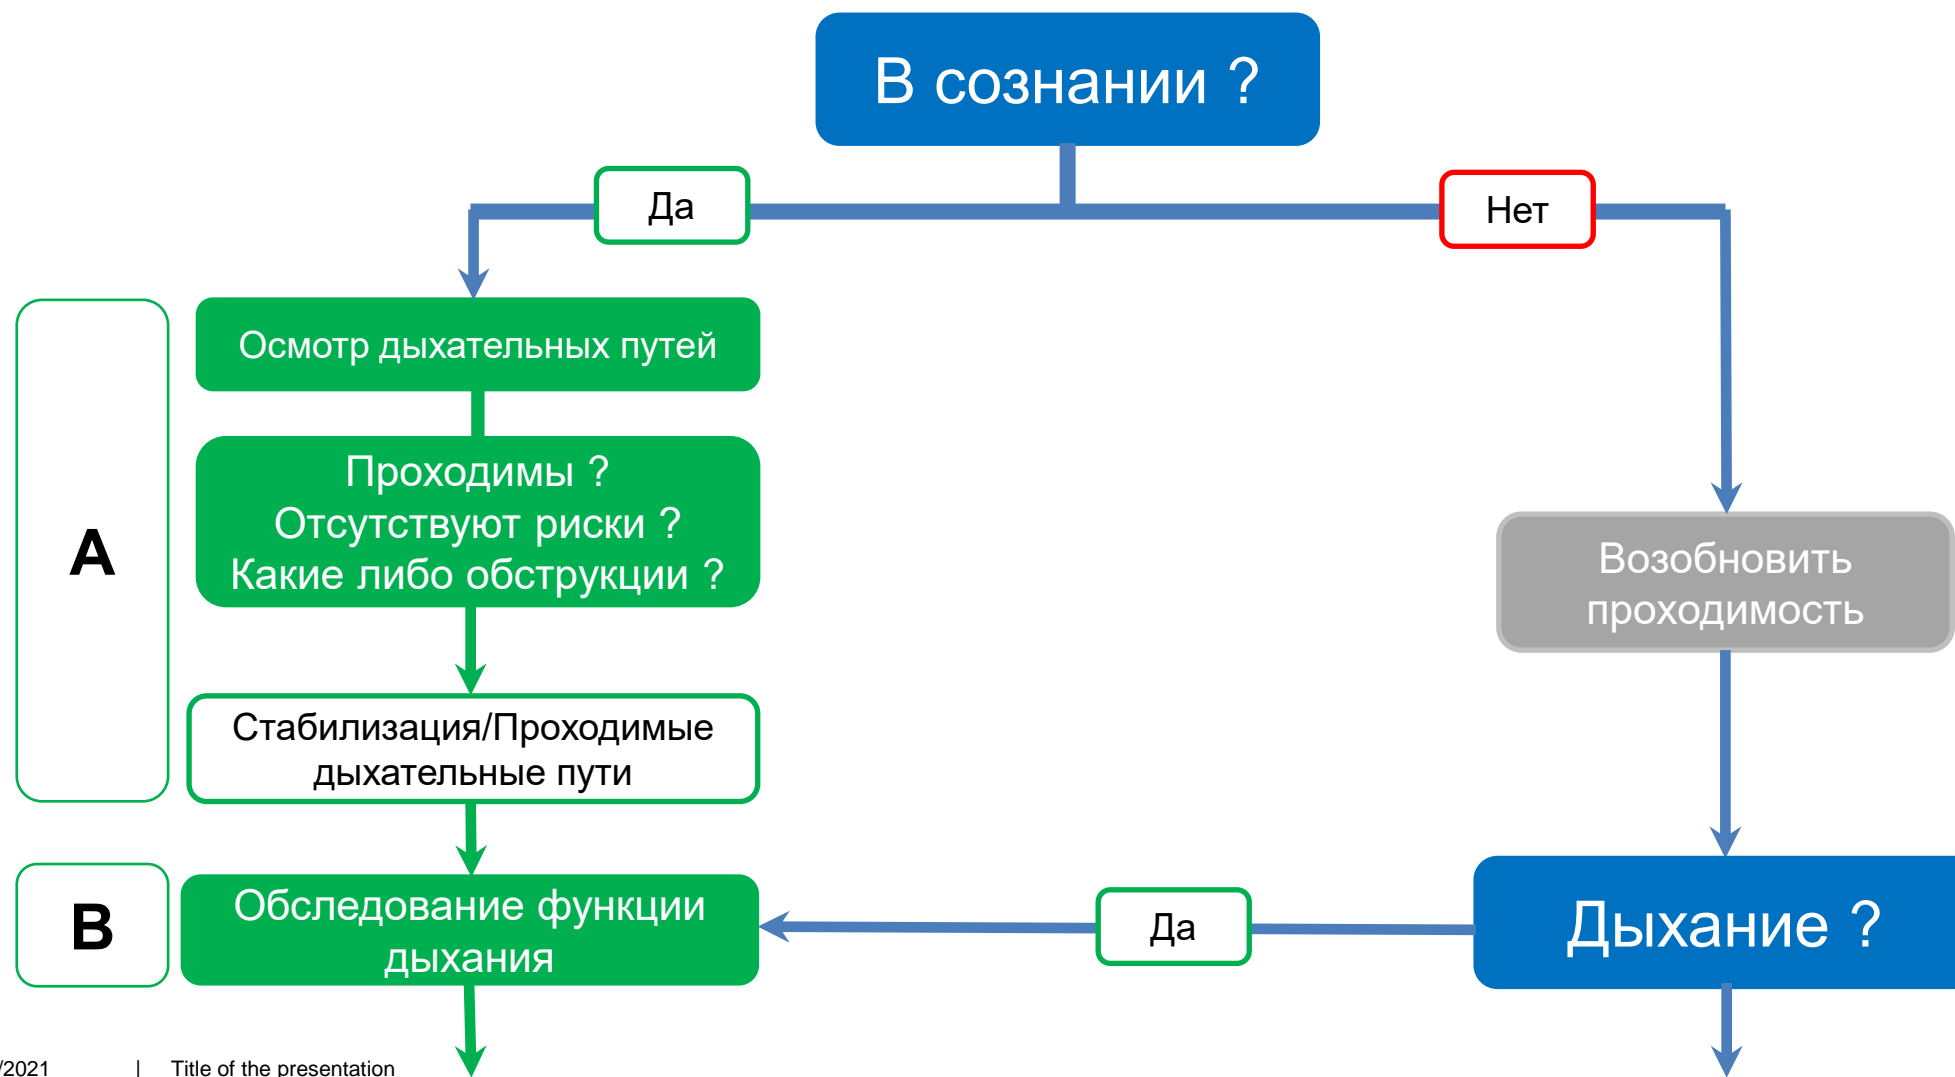 В сознании ?
Да
Нет
Осмотр дыхательных путей
Проходимы ?
Отсутствуют риски ?
Какие либо обструкции ?
A
Возобновить
проходимость
Стабилизация/Проходимые
дыхательные пути
B
Обследование функции
дыхания
Да
Дыхание ?
/2021 | Title of the presentation